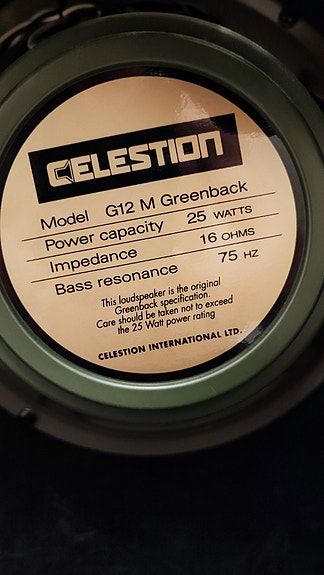 CELESTION
Model G12 M Greenback
Power capacity 25 WATTS
Impedance 16 OHMS
Bass resonance 75 HZ
This loudspeaker is the original
Greenback specification.
Care should be taken not to exceed
the 25 Watt power rating
CELESTION INTERNATIONAL LTD.